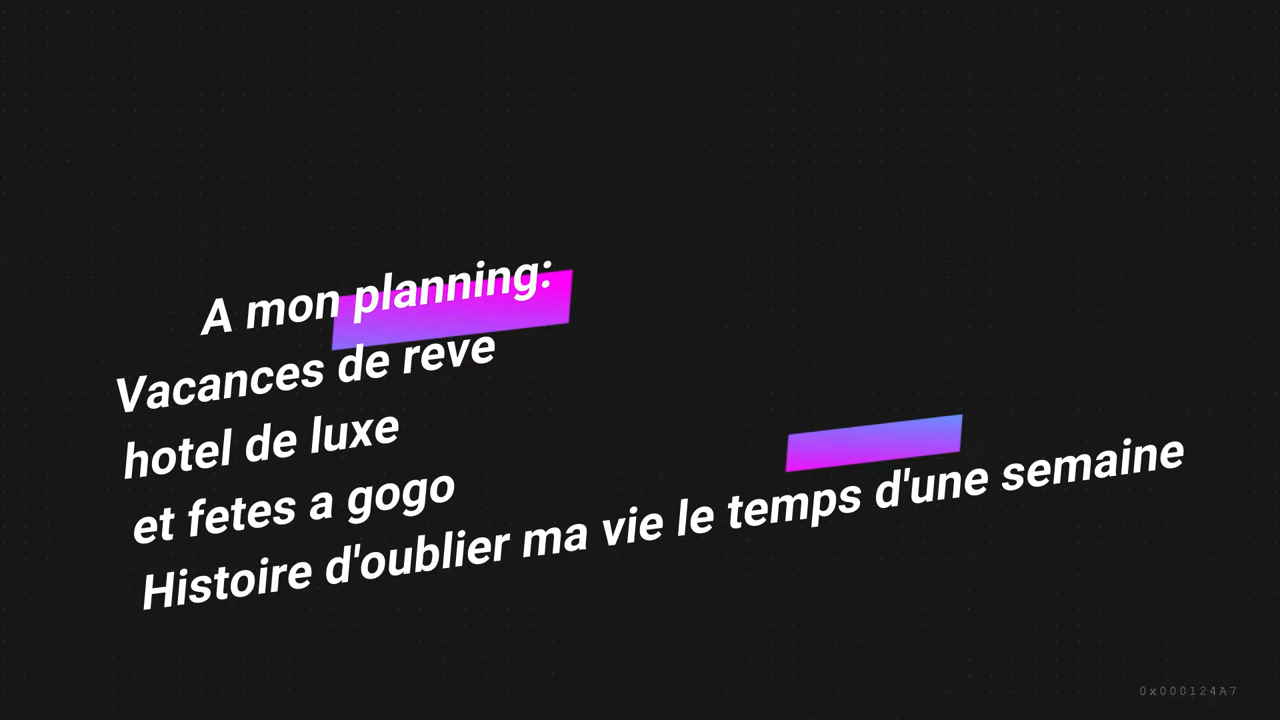 A mon planning:
Vacances de reve
hotel de luxe
et fetes a gogo
Histoire d'oublier ma vie le temps d'une semaine
0x000124A7